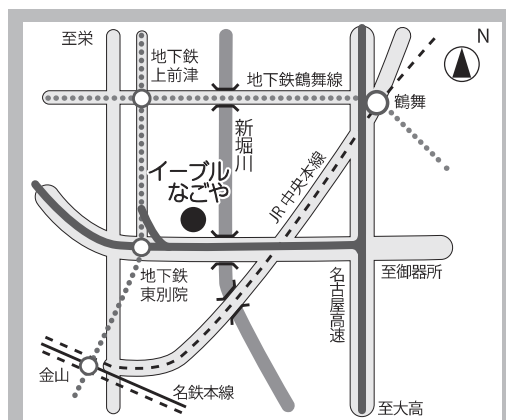 至栄
地下鉄
上前津
N
地下鉄鶴舞線
鶴舞
新堀川
イーブル
なごや
JR中央本線
地下鉄
東別院
名古屋高速
至御器所
金山
名鉄本線
至大高